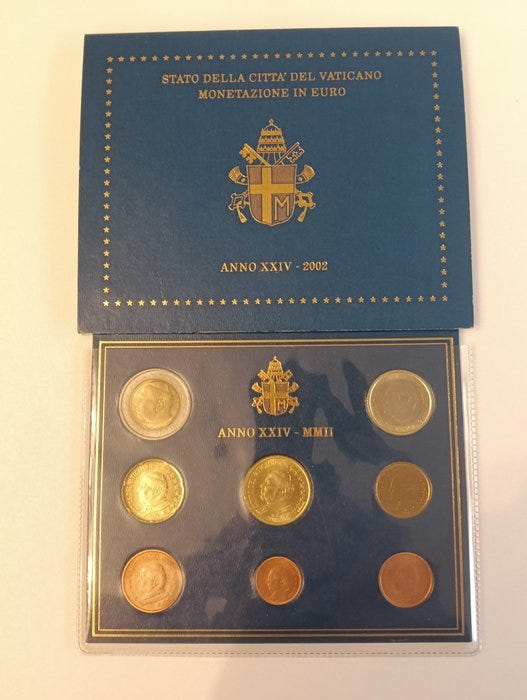 STATO DELLA CITTA' DEL VATICANO
MONETAZIONE IN EURO
M
ANNO XXIV - 2002
M
ANNO XXIV - MMII